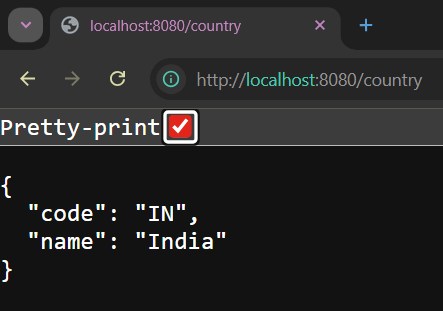 localhost:8080/country
http://localhost:8080/country
Pretty-print
{
  "code": "IN",
  "name": "India"
}